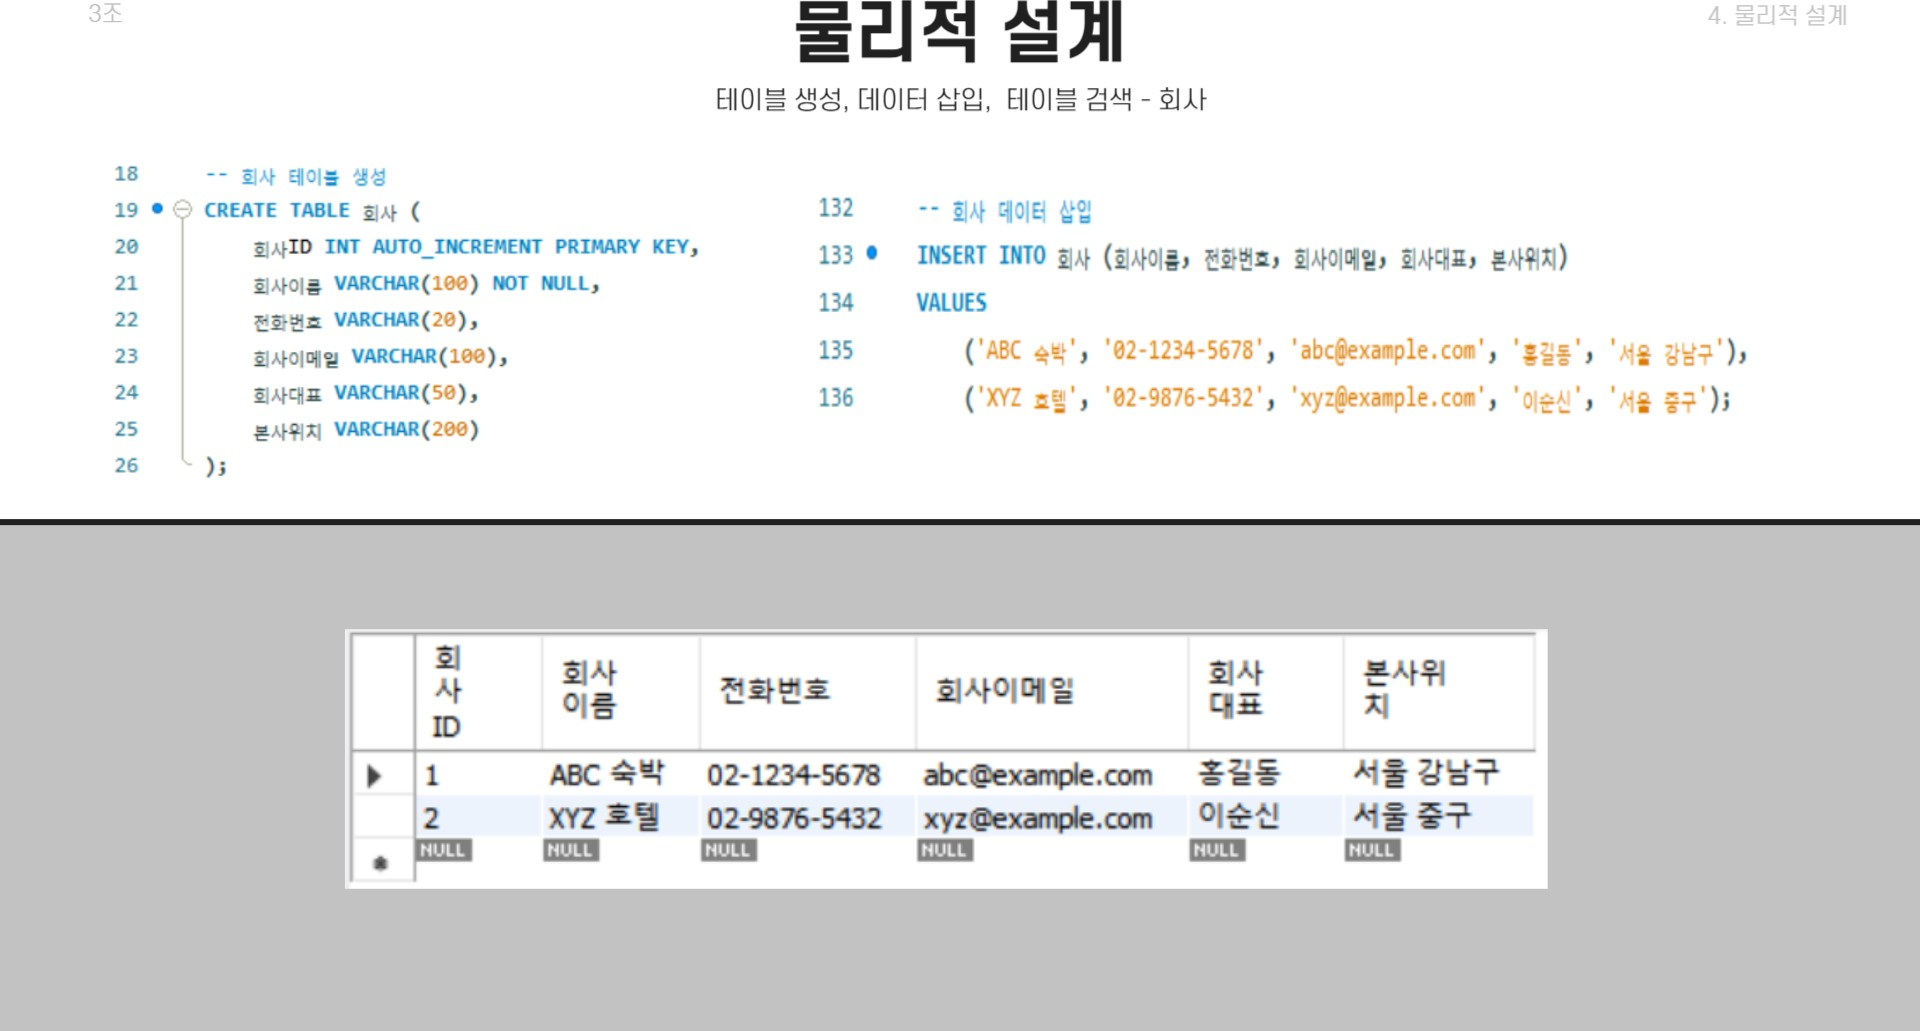 3조
물리적 설계
4. 물리적 설계
테이블 생성, 데이터 삽입, 테이블 검색 - 회사
18 -- 회사 테이블 생성
19 CREATE TABLE 회사 (
20 회사ID INT AUTO_INCREMENT PRIMARY KEY,
21 회사이름 VARCHAR(100) NOT NULL,
22 전화번호 VARCHAR(20),
23 회사이메일 VARCHAR(100),
24 회사대표 VARCHAR(50),
25 본사위치 VARCHAR(200)
26 );
132 -- 회사 데이터 삽입
133 INSERT INTO 회사 (회사이름, 전화번호, 회사이메일, 회사대표, 본사위치)
134 VALUES
135 ('ABC 숙박', '02-1234-5678', 'abc@example.com', '홍길동', '서울 강남구'),
136 ('XYZ 호텔', '02-9876-5432', 'xyz@example.com', '이순신', '서울 중구');
회사ID 회사이름 전화번호 회사이메일 회사대표 본사위치
1 ABC 숙박 02-1234-5678 abc@example.com 홍길동 서울 강남구
2 XYZ 호텔 02-9876-5432 xyz@example.com 이순신 서울 중구
NULL NULL NULL NULL NULL NULL